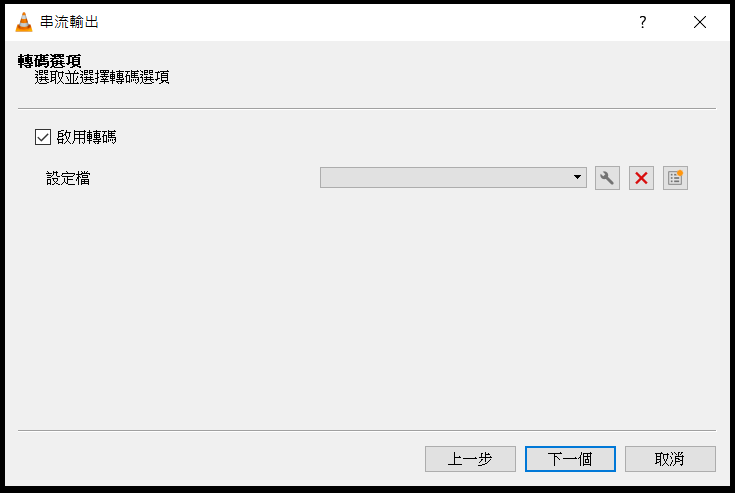 串流輸出
?
轉碼選項
選取並選擇轉碼選項
啟用轉碼
設定檔
上一步
下一個
取消